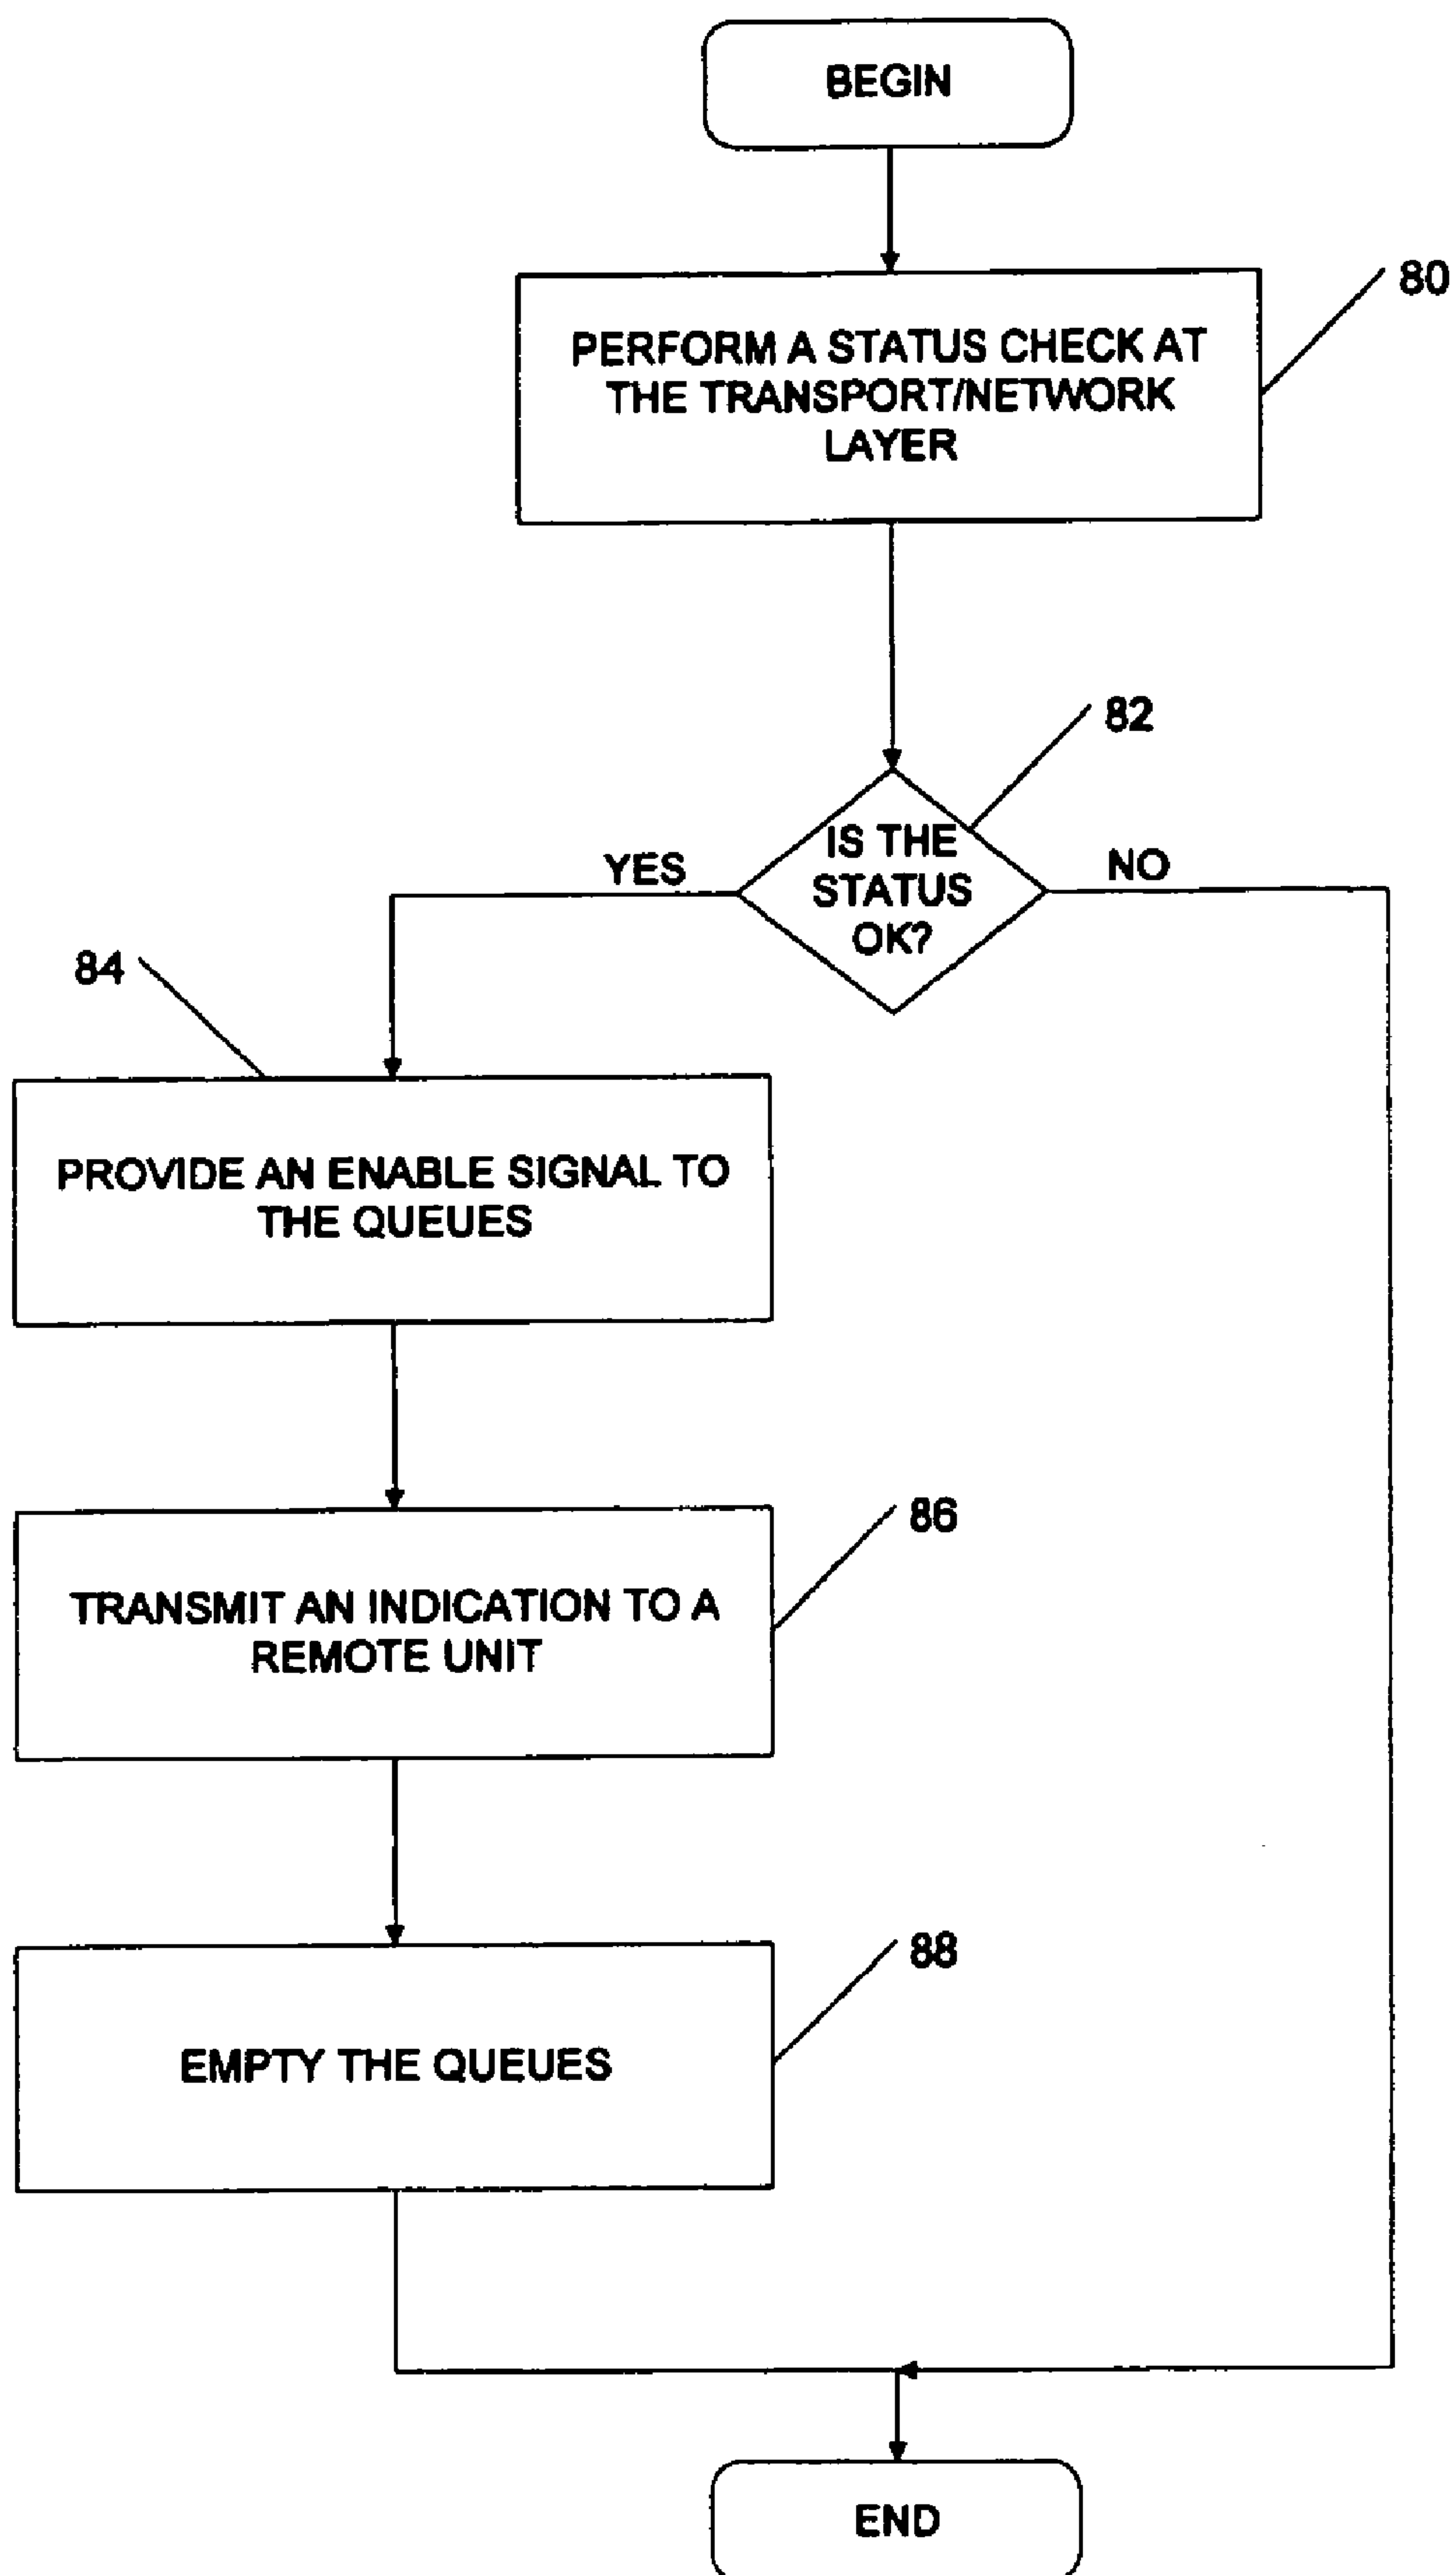 BEGIN
80
PERFORM A STATUS CHECK AT
THE TRANSPORT/NETWORK
LAYER
82
IS THE
STATUS
OK?
YES
NO
84
PROVIDE AN ENABLE SIGNAL TO
THE QUEUES
86
TRANSMIT AN INDICATION TO A
REMOTE UNIT
88
EMPTY THE QUEUES
END